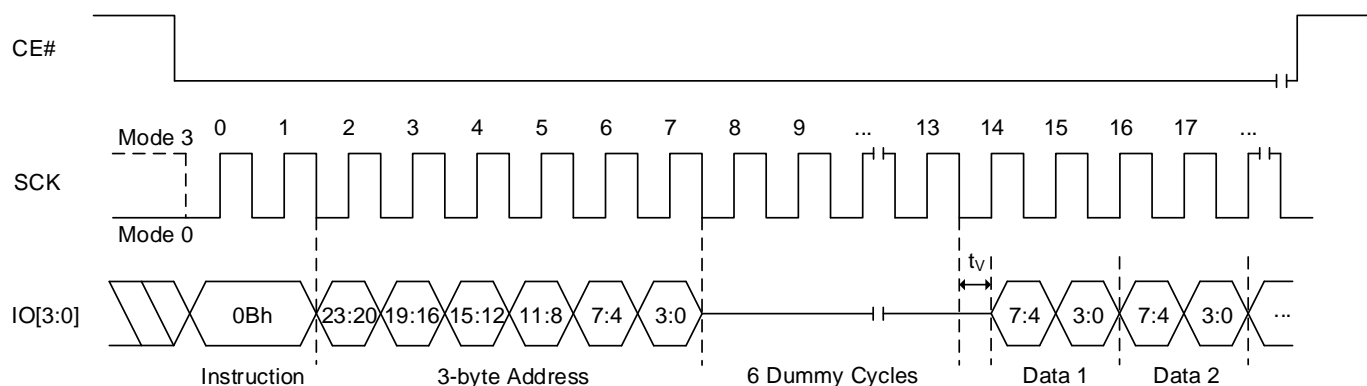 CE#
0 1 2 3 4 5 6 7 8 9 ... 13 14 15 16 17 ...
Mode 3
SCK
Mode 0
tV
IO[3:0] 0Bh 23:20 19:16 15:12 11:8 7:4 3:0 7:4 3:0 7:4 3:0 ...
Instruction 3-byte Address 6 Dummy Cycles Data 1 Data 2